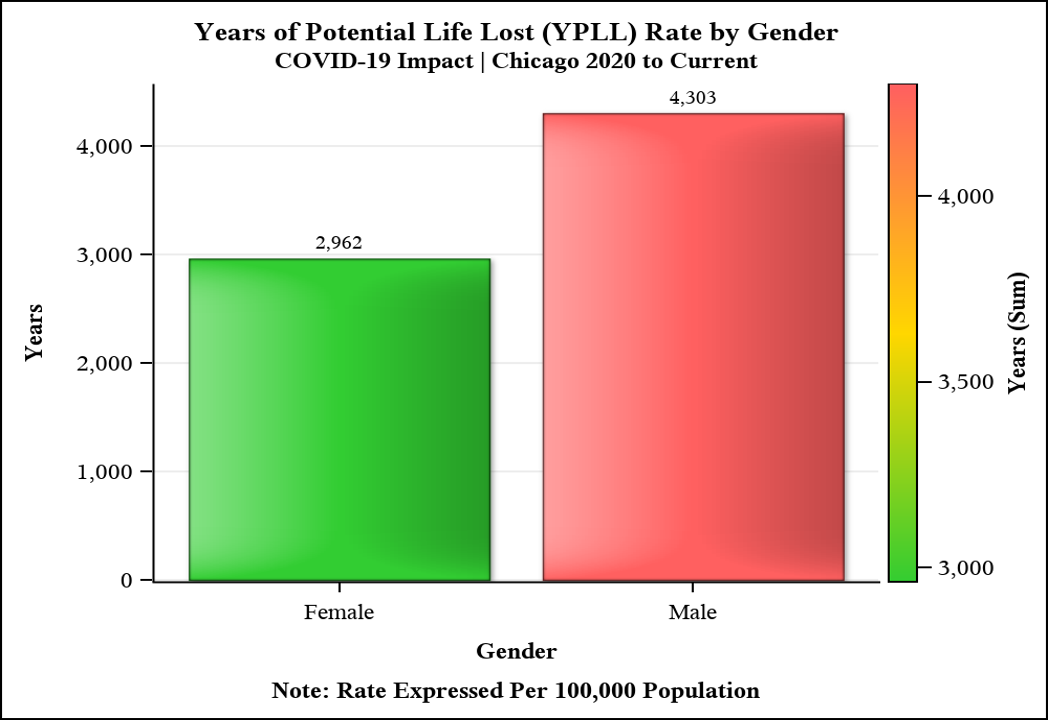 Years of Potential Life Lost (YPLL) Rate by Gender
COVID-19 Impact | Chicago 2020 to Current
Years
4,000
3,000
2,000
1,000
0
2,962
4,303
Female
Male
Gender
4,000
3,500
3,000
Years (Sum)
Note: Rate Expressed Per 100,000 Population